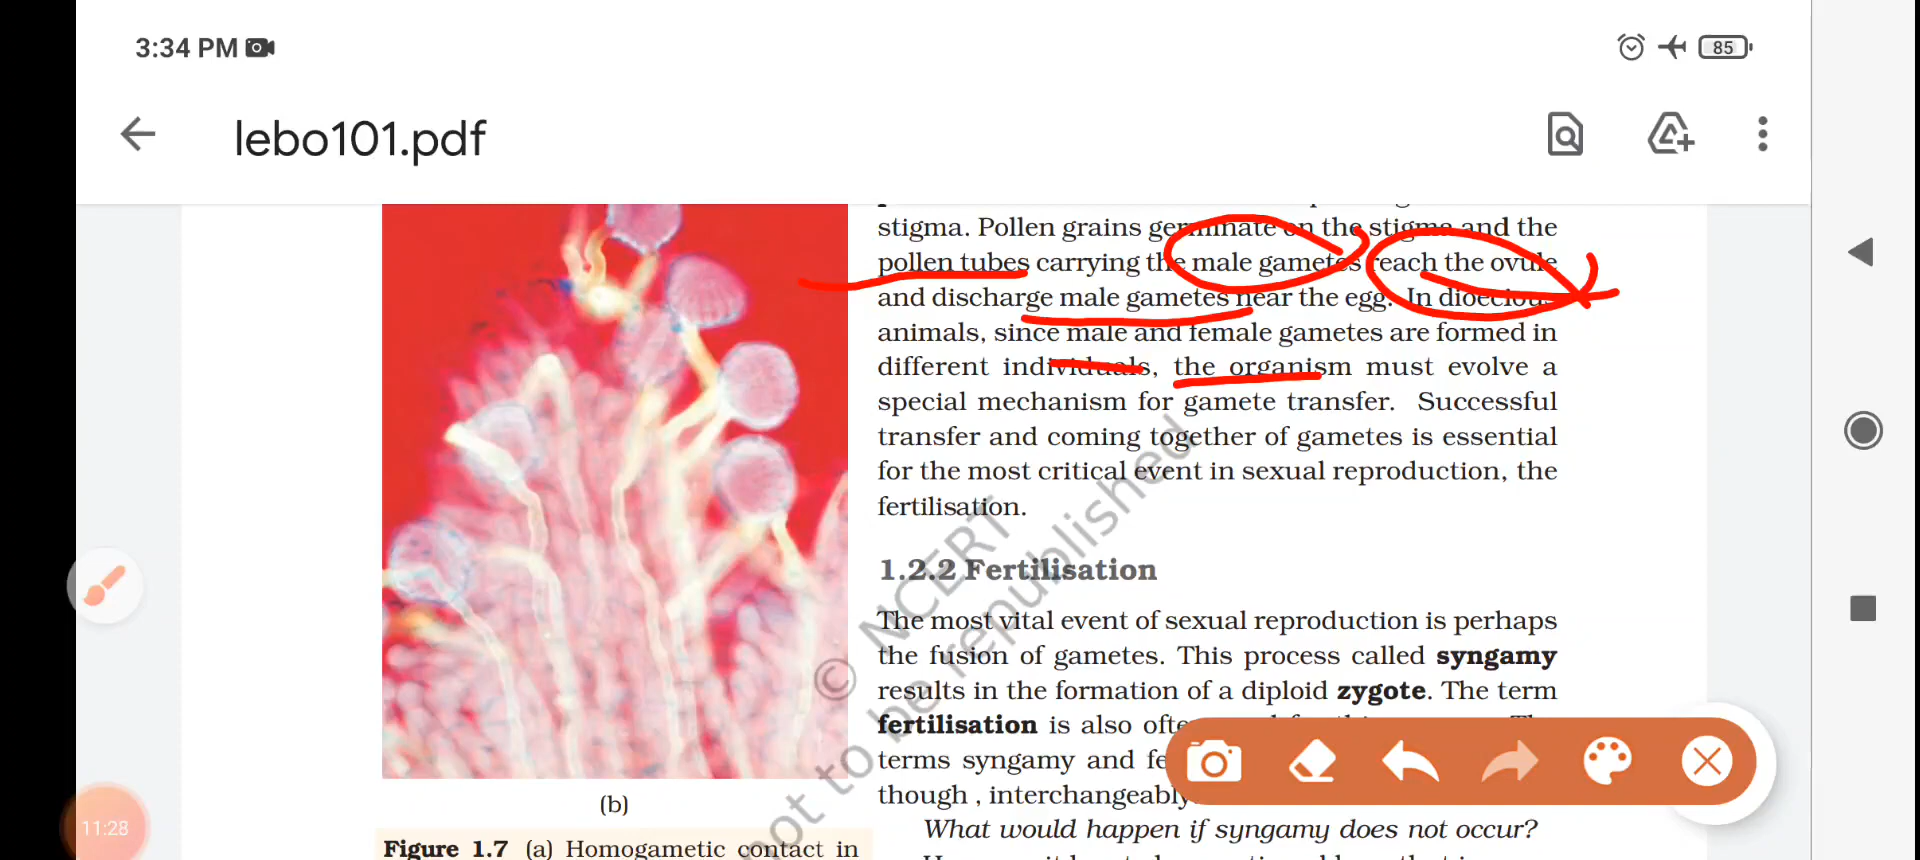 3:34 PM
85
lebo101.pdf
stigma. Pollen grains germinate on the stigma and the
pollen tubes carrying the male gametes reach the ovule
and discharge male gametes near the egg. In dioecious
animals, since male and female gametes are formed in
different individuals, the organism must evolve a
special mechanism for gamete transfer. Successful
transfer and coming together of gametes is essential
for the most critical event in sexual reproduction, the
fertilisation.
1.2.2 Fertilisation
The most vital event of sexual reproduction is perhaps
the fusion of gametes. This process called syngamy
results in the formation of a diploid zygote. The term
fertilisation is also often
terms syngamy and
though , interchangeably.
What would happen if syngamy does not occur?
© NCERT
not to be republished
(b)
Figure 1.7 (a) Homogametic contact in
11:28